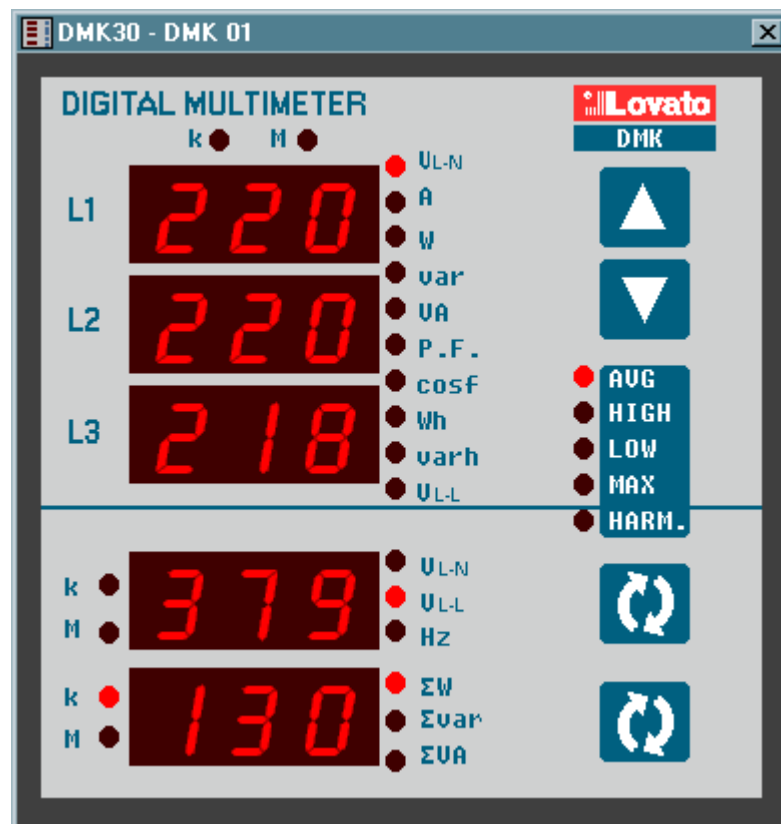 DMK30 - DMK 01
DIGITAL MULTIMETER
Lovato
DMK
k M
L1
220
L2
220
L3
218
VL-N
A
W
var
VA
P.F.
cosf
Wh
varh
VL-L
AVG
HIGH
LOW
MAX
HARM.
k
M
379
VL-N
VL-L
Hz
k
M
130
ΣW
Σvar
ΣVA